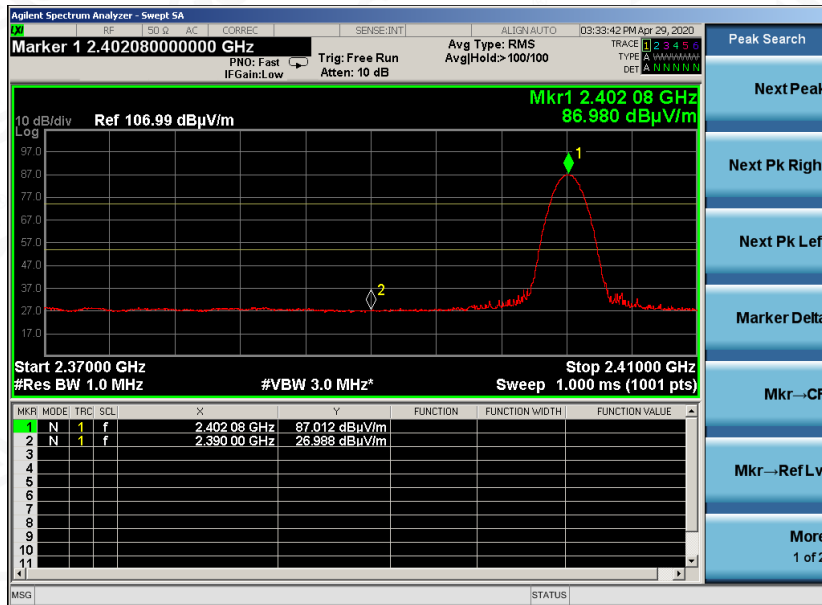 Agilent Spectrum Analyzer - Swept SA
LXI RF 50 Ω AC CORREC SENSE:INT ALIGN AUTO 03:33:42 PM Apr 29, 2020
Marker 1 2.402080000000 GHz
PNO: Fast
IFGain:Low
Trig: Free Run
Atten: 10 dB
Avg Type: RMS
Avg|Hold:>100/100
TRACE 1 2 3 4 5 6
TYPE A
DET A N N N N N
Mkr1 2.402 08 GHz
86.980 dBµV/m
10 dB/div Ref 106.99 dBµV/m
Log
97.0
87.0
77.0
67.0
57.0
47.0
37.0
27.0
17.0
1
2
Start 2.37000 GHz Stop 2.41000 GHz
#Res BW 1.0 MHz #VBW 3.0 MHz* Sweep 1.000 ms (1001 pts)
MKR MODE TRC SCL X Y FUNCTION FUNCTION WIDTH FUNCTION VALUE
1 N 1 f 2.402 08 GHz 87.012 dBµV/m
2 N 1 f 2.390 00 GHz 26.988 dBµV/m
3
4
5
6
7
8
9
10
11
MSG STATUS
Peak Search
Next Peak
Next Pk Righ
Next Pk Lef
Marker Delta
Mkr→CF
Mkr→Ref Lv
More
1 of 2